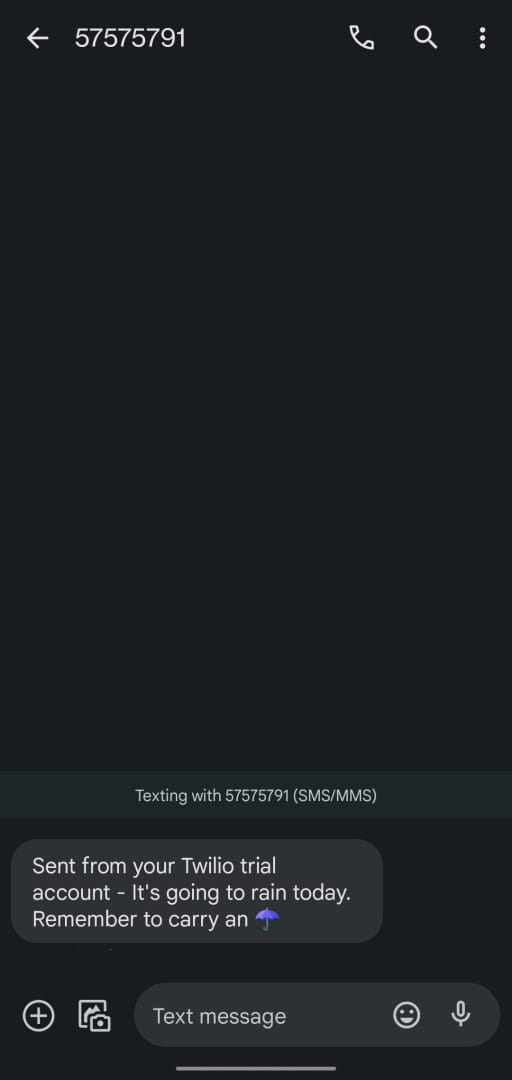 57575791
Texting with 57575791 (SMS/MMS)
Sent from your Twilio trial
account - It's going to rain today.
Remember to carry an ☂️
Text message